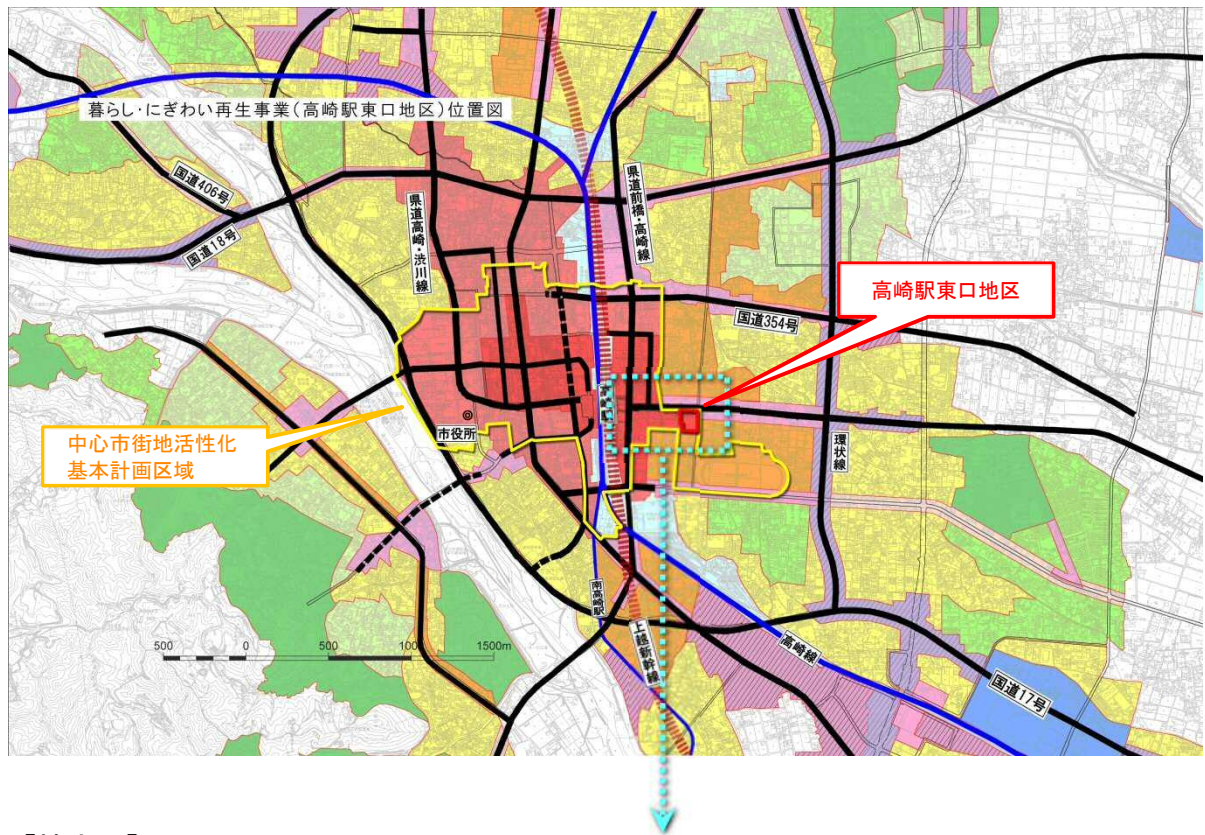 暮らし・にぎわい再生事業(高崎駅東口地区)位置図
国道406号
国道18号
県道高崎・渋川線
県道前橋・高崎線
高崎駅東口地区
国道354号
中心市街地活性化
基本計画区域
市役所
環状線
南高崎駅
上越新幹線
高崎線
国道17号
500 0 500 1000 1500m